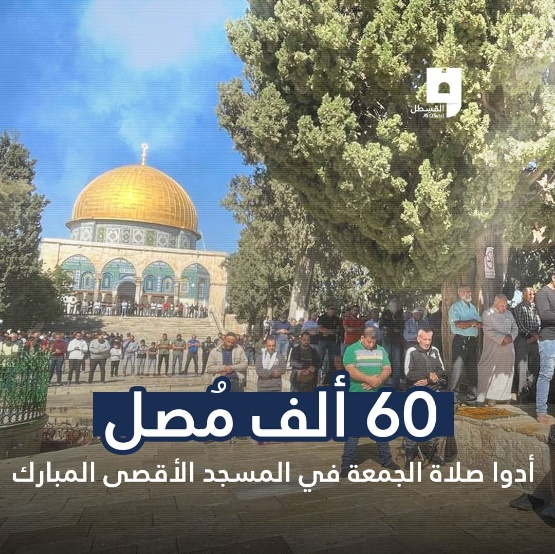 القسطل
60 ألف مُصل
أدوا صلاة الجمعة في المسجد الأقصى المبارك